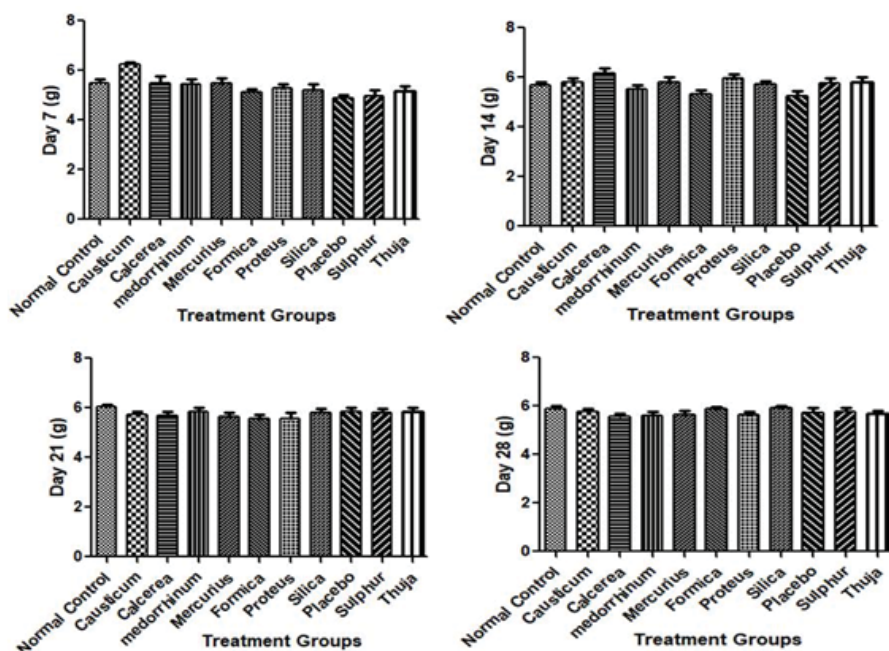 8
6
4
2
0
Day 7 (g)
Normal Control
Causticum
Calcerea
medorrhinum
Mercurius
Formica
Proteus
Silica
Placebo
Sulphur
Thuja
Treatment Groups
8
6
4
2
0
Day 14 (g)
Normal Control
Causticum
Calcerea
medorrhinum
Mercurius
Formica
Proteus
Silica
Placebo
Sulphur
Thuja
Treatment Groups
8
6
4
2
0
Day 21 (g)
Normal Control
Causticum
Calcerea
medorrhinum
Mercurius
Formica
Proteus
Silica
Placebo
Sulphur
Thuja
Treatment Groups
8
6
4
2
0
Day 28 (g)
Normal Control
Causticum
Calcerea
medorrhinum
Mercurius
Formica
Proteus
Silica
Placebo
Sulphur
Thuja
Treatment Groups